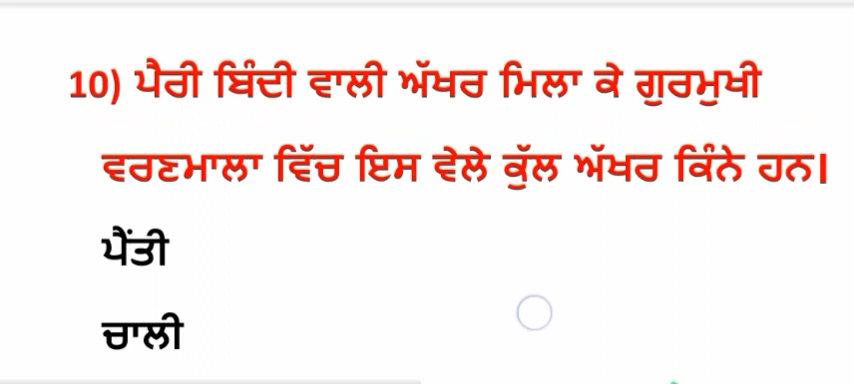 10) ਪੈਰੀ ਬਿੰਦੀ ਵਾਲੀ ਅੱਖਰ ਮਿਲਾ ਕੇ ਗੁਰਮੁਖੀ
ਵਰਣਮਾਲਾ ਵਿੱਚ ਇਸ ਵੇਲੇ ਕੁੱਲ ਅੱਖਰ ਕਿੰਨੇ ਹਨ।
ਪੈਂਤੀ
ਚਾਲੀ